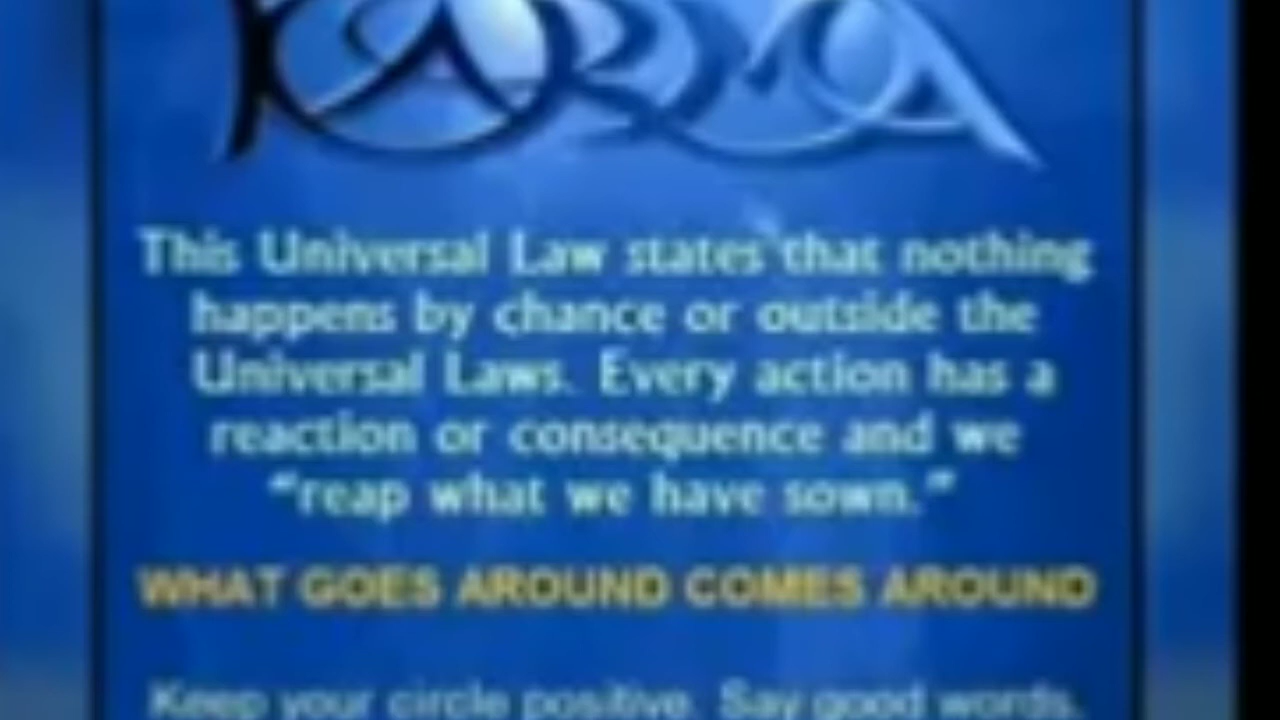 KARMA
This Universal Law states that nothing
happens by chance or outside the
Universal Laws. Every action has a
reaction or consequence and we
“reap what we have sown.”
WHAT GOES AROUND COMES AROUND
Keep your circle positive. Say good words.